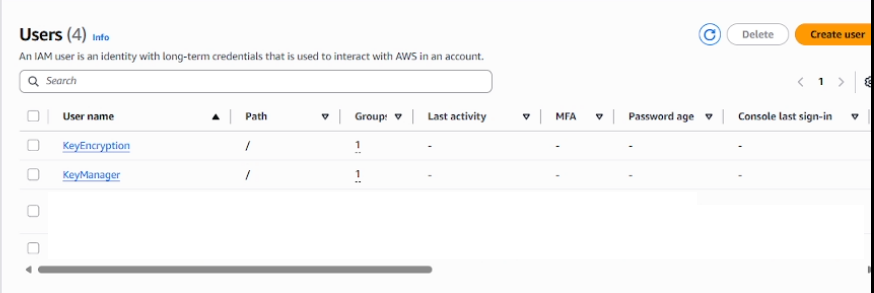 Users (4) Info
Delete
Create user
An IAM user is an identity with long-term credentials that is used to interact with AWS in an account.
Search
1
User name Path Groups Last activity MFA Password age Console last sign-in
KeyEncryption / 1 - - - -
KeyManager / 1 - - - -